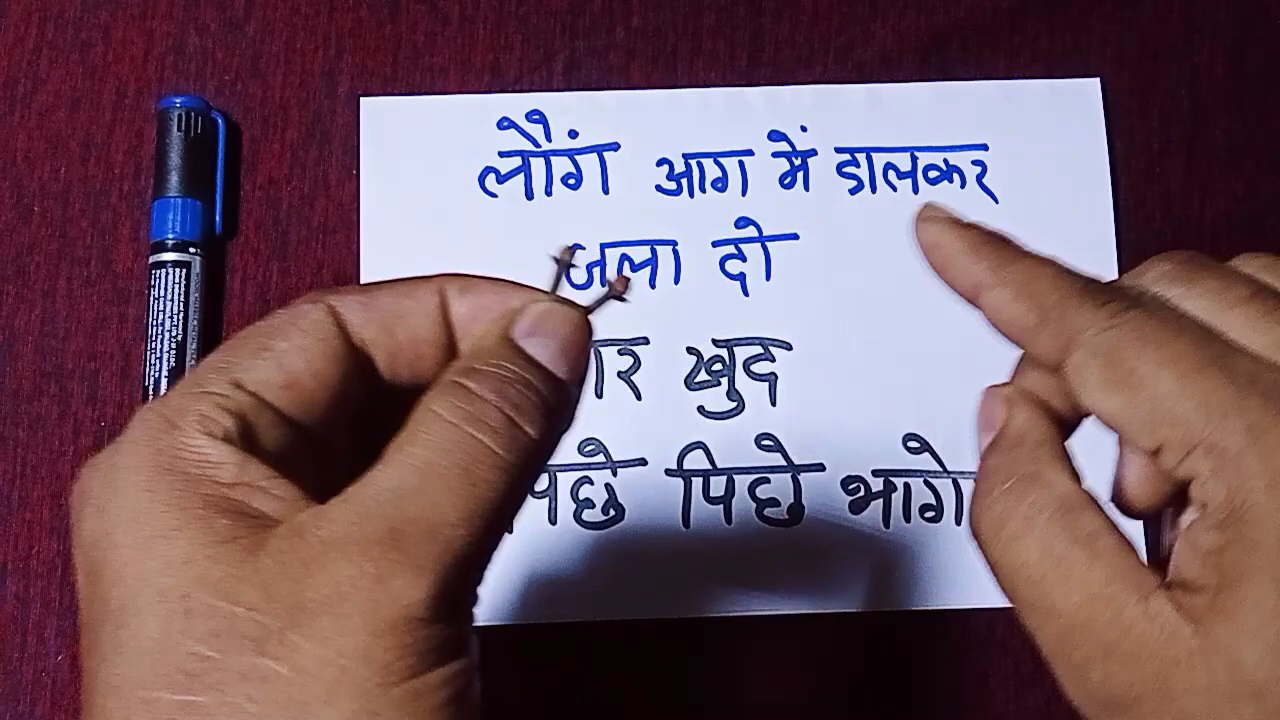 लौंग आग में डालकर
जला दो
खुद
पिछे पिछे भागे